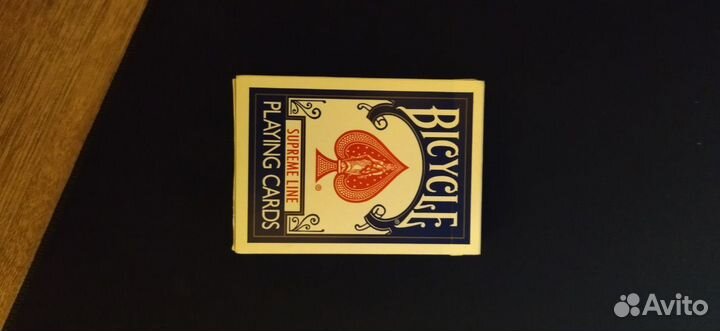 BICYCLE
®
®
SUPREME LINE
PLAYING CARDS
Avito